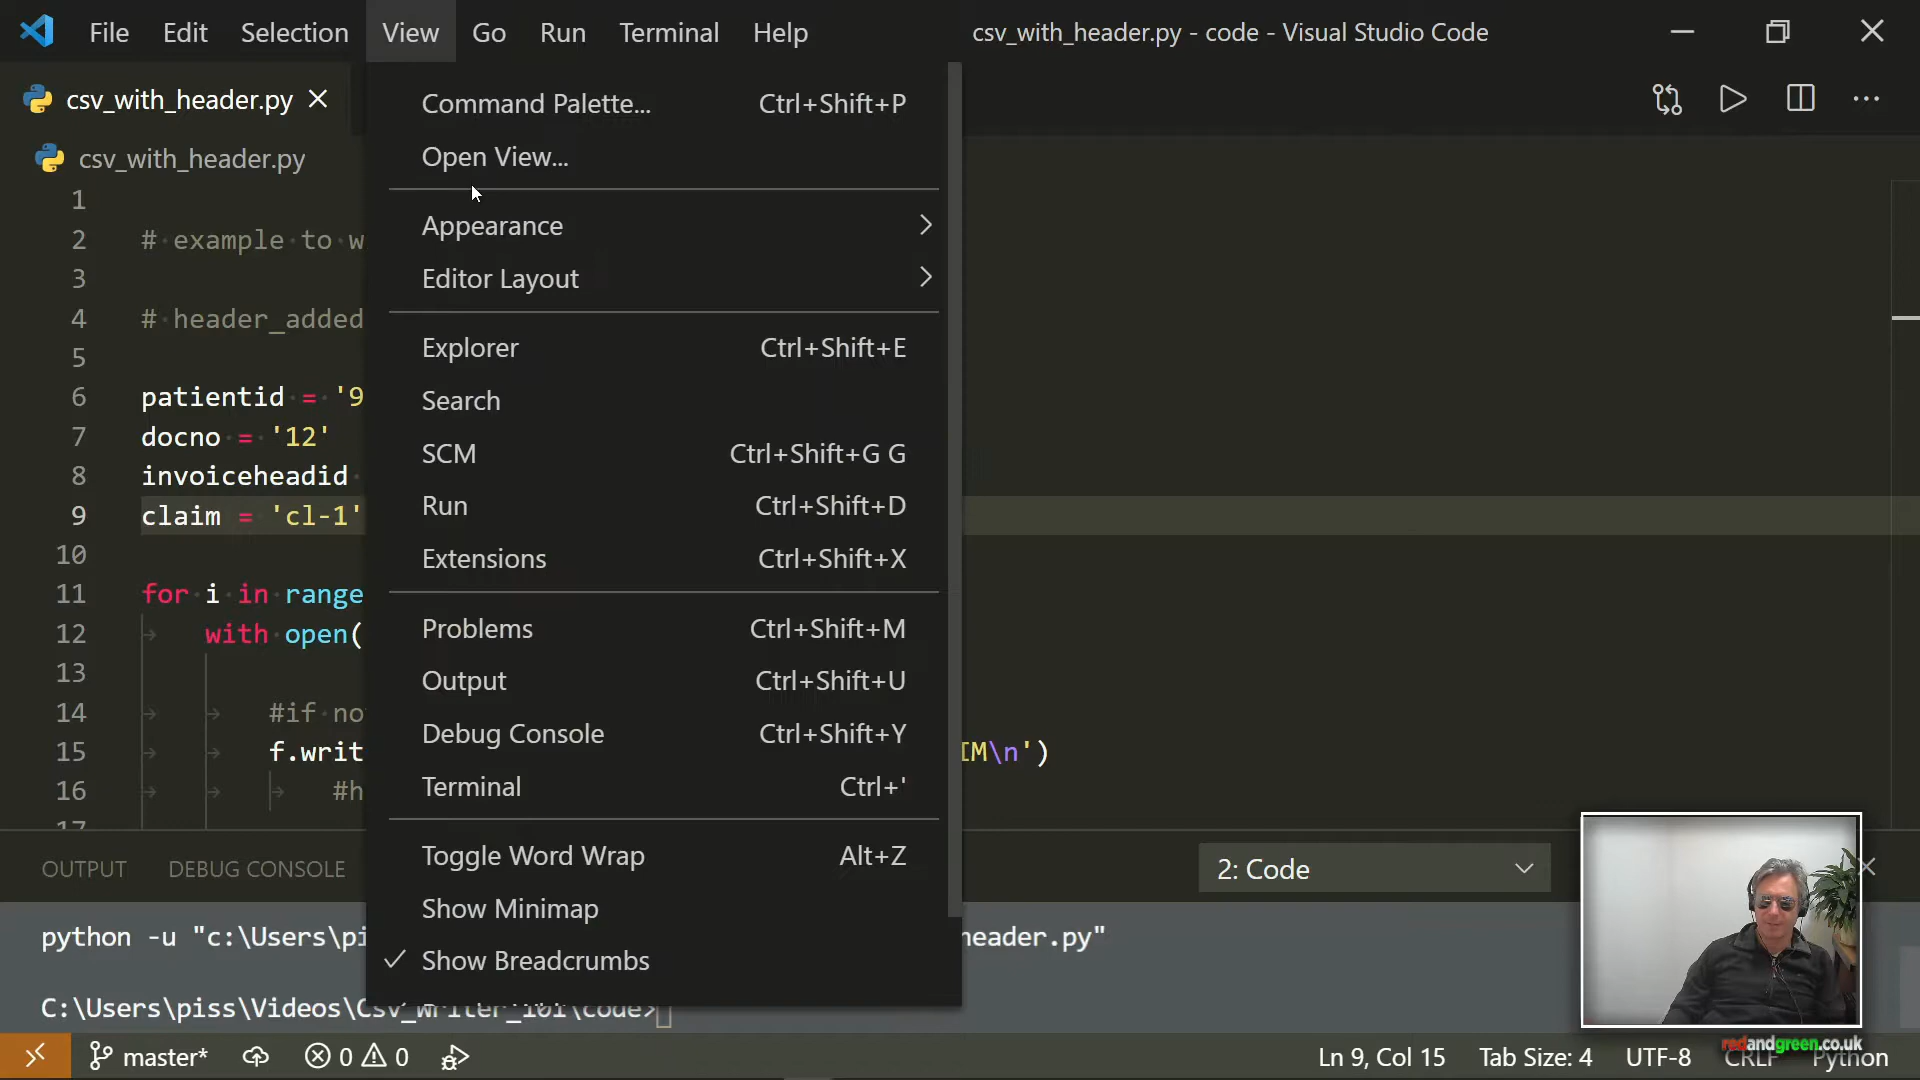 File Edit Selection View Go Run Terminal Help csv_with_header.py - code - Visual Studio Code
csv_with_header.py
csv_with_header.py
Command Palette... Ctrl+Shift+P
Open View...
Appearance
Editor Layout
Explorer Ctrl+Shift+E
Search
SCM Ctrl+Shift+G G
Run Ctrl+Shift+D
Extensions Ctrl+Shift+X
Problems Ctrl+Shift+M
Output Ctrl+Shift+U
Debug Console Ctrl+Shift+Y
Terminal Ctrl+'
Toggle Word Wrap Alt+Z
Show Minimap
Show Breadcrumbs
1
2 # example to w
3
4 # header_added
5
6 patientid = '9
7 docno = '12'
8 invoiceheadid
9 claim = 'cl-1'
10
11 for i in range
12 with open(
13
14 #if no
15 f.writ IM\n')
16 #h
17
OUTPUT DEBUG CONSOLE 2: Code
python -u "c:\Users\pi header.py"
C:\Users\piss\Videos\Csv_Writer_101\code>
master* 0 0 Ln 9, Col 15 Tab Size: 4 UTF-8 CRLF Python
redandgreen.co.uk